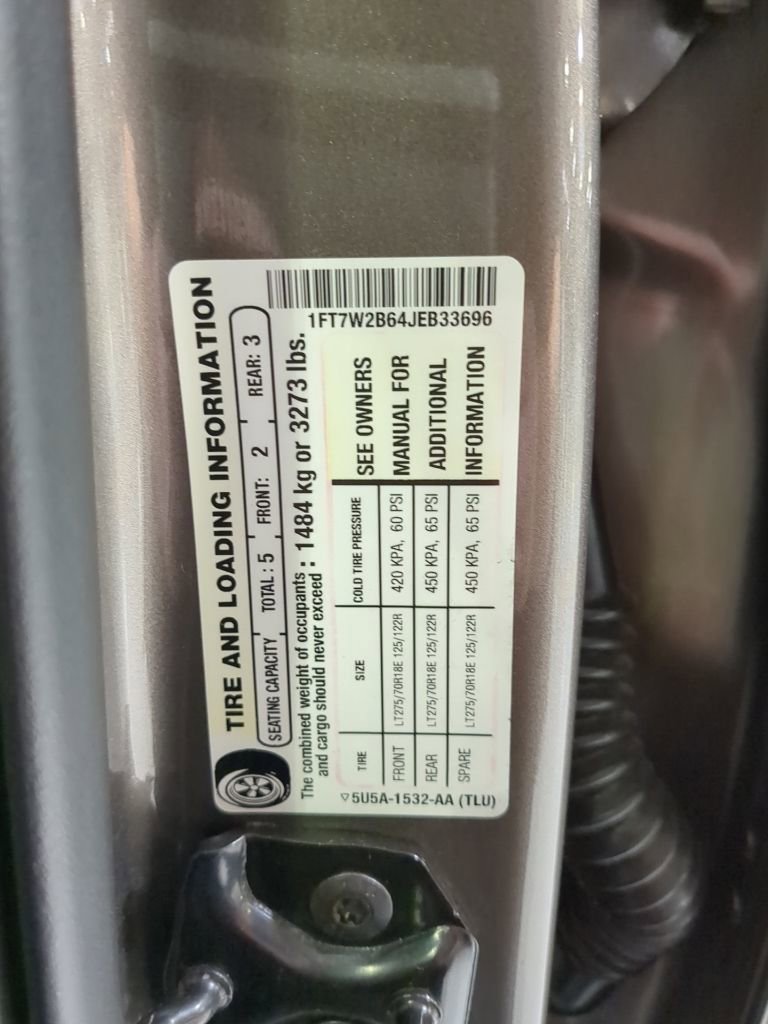 TIRE AND LOADING INFORMATION
SEATING CAPACITY TOTAL : 5 FRONT: 2 REAR: 3
The combined weight of occupants
and cargo should never exceed : 1484 kg or 3273 lbs.
1FT7W2B64JEB33696
TIRE SIZE COLD TIRE PRESSURE
FRONT LT275/70R18E 125/122R 420 KPA, 60 PSI
REAR LT275/70R18E 125/122R 450 KPA, 65 PSI
SPARE LT275/70R18E 125/122R 450 KPA, 65 PSI
SEE OWNERS
MANUAL FOR
ADDITIONAL
INFORMATION
▽5U5A-1532-AA (TLU)